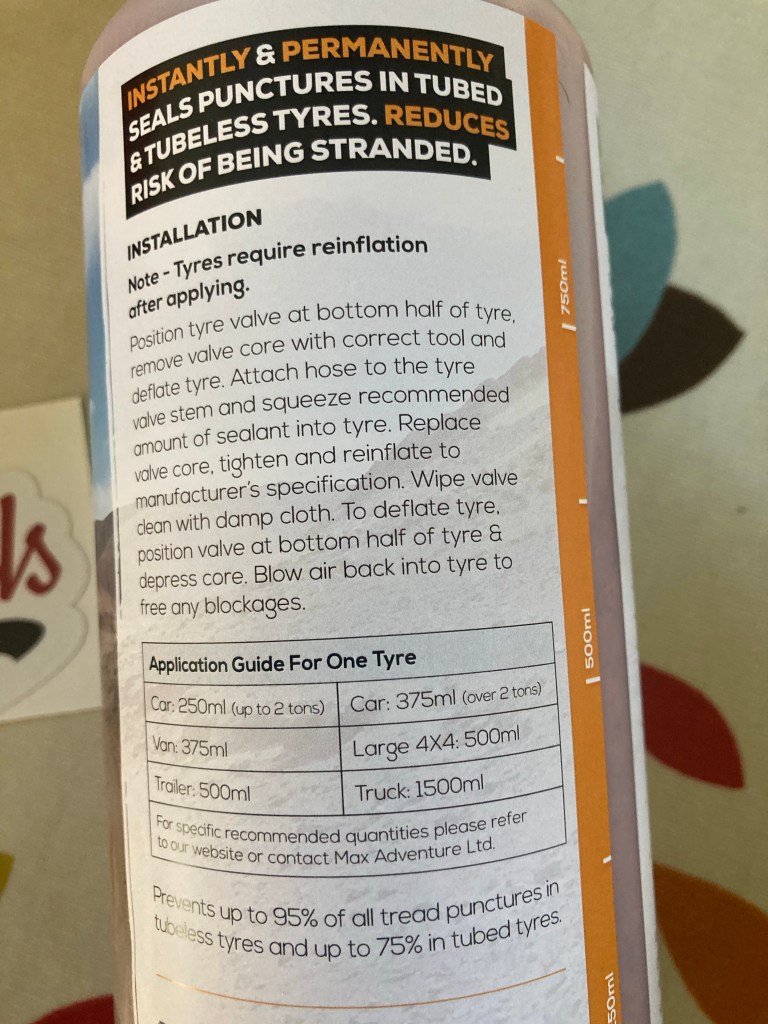 INSTANTLY & PERMANENTLY
SEALS PUNCTURES IN TUBED
& TUBELESS TYRES. REDUCES
RISK OF BEING STRANDED.
INSTALLATION
Note - Tyres require reinflation
after applying.
Position tyre valve at bottom half of tyre,
remove valve core with correct tool and
deflate tyre. Attach hose to the tyre
valve stem and squeeze recommended
amount of sealant into tyre. Replace
valve core, tighten and reinflate to
manufacturer's specification. Wipe valve
clean with damp cloth. To deflate tyre,
position valve at bottom half of tyre &
depress core. Blow air back into tyre to
free any blockages.
Application Guide For One Tyre
Car: 250ml (up to 2 tons) Car: 375ml (over 2 tons)
Van: 375ml Large 4X4: 500ml
Trailer: 500ml Truck: 1500ml
For specific recommended quantities please refer
to our website or contact Max Adventure Ltd.
Prevents up to 95% of all tread punctures in
tubeless tyres and up to 75% in tubed tyres.
750ml
500ml
50ml
ls